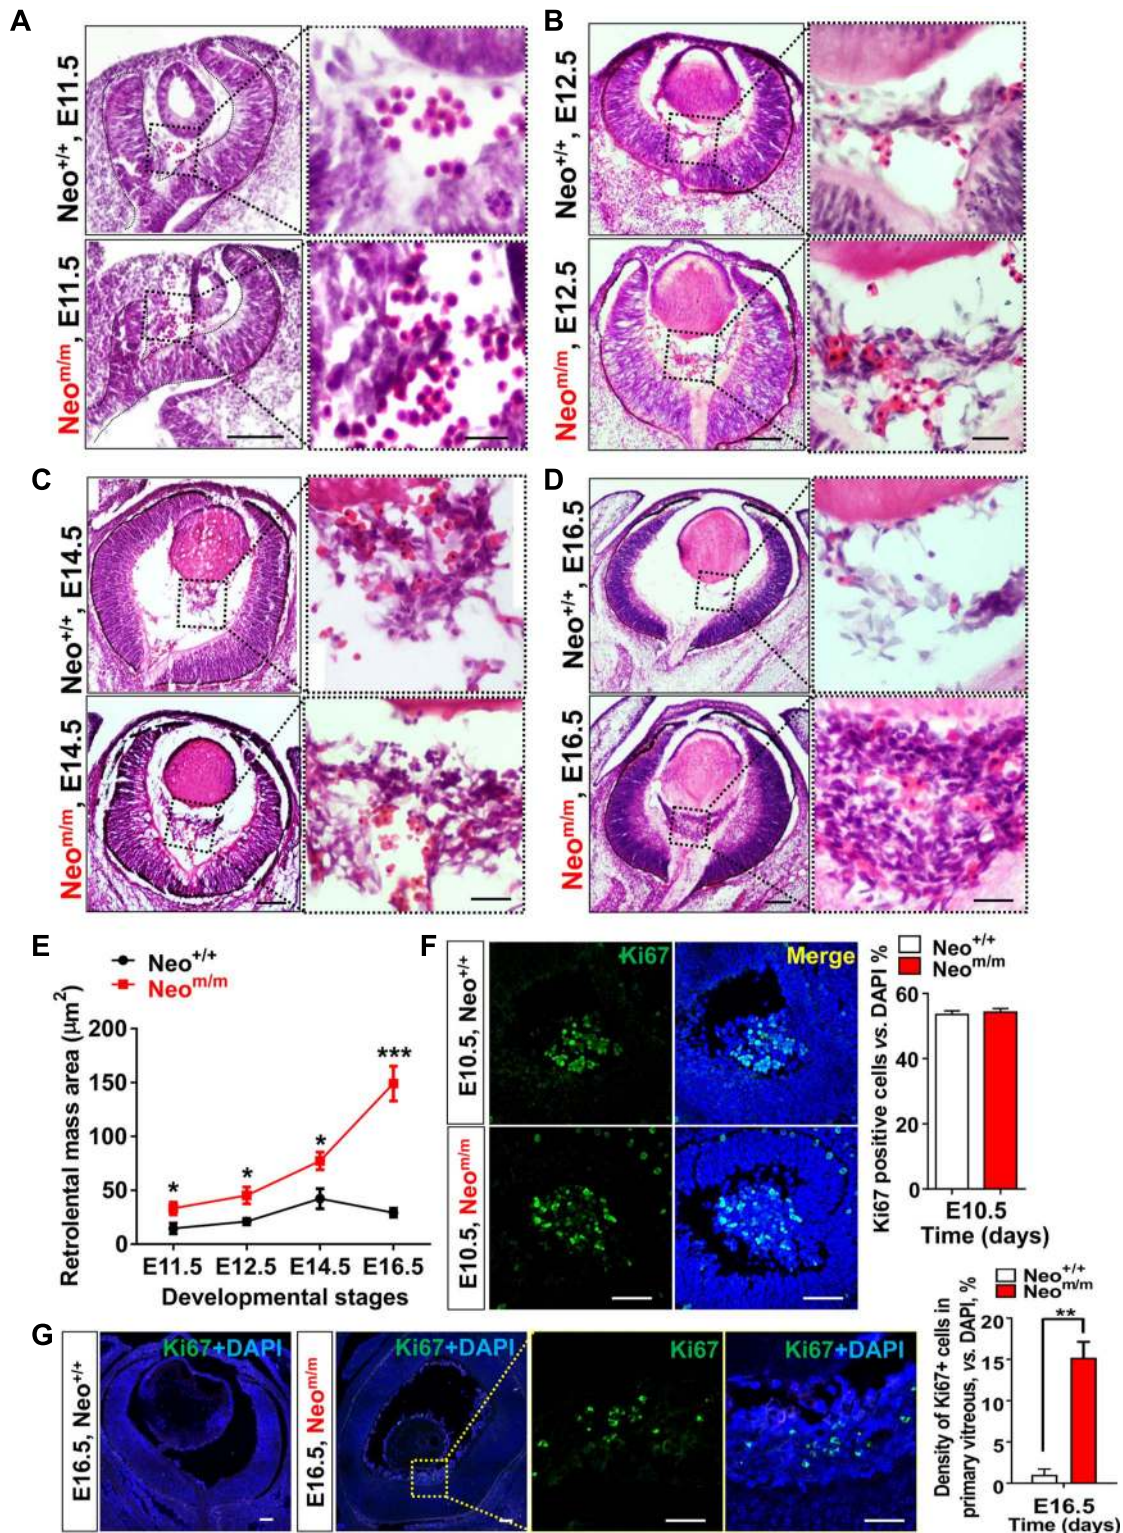 A
B
Neo+/+, E11.5
Neo+/+, E12.5
Neom/m, E11.5
Neom/m, E12.5
C
D
Neo+/+, E14.5
Neo+/+, E16.5
Neom/m, E14.5
Neom/m, E16.5
E
Neo+/+
Neom/m
Retrolental mass area (μm2)
200
150
100
50
0
*
*
*
***
E11.5 E12.5 E14.5 E16.5
Developmental stages
F
E10.5, Neo+/+
Ki67
Merge
E10.5, Neom/m
Neo+/+
Neom/m
Ki67 positive cells vs. DAPI %
60
40
20
0
E10.5
Time (days)
G
E16.5, Neo+/+
Ki67+DAPI
E16.5, Neom/m
Ki67+DAPI
Ki67
Ki67+DAPI
Neo+/+
Neom/m
Density of Ki67+ cells in
primary vitreous, vs. DAPI, %
20
15
10
5
0
**
E16.5
Time (days)